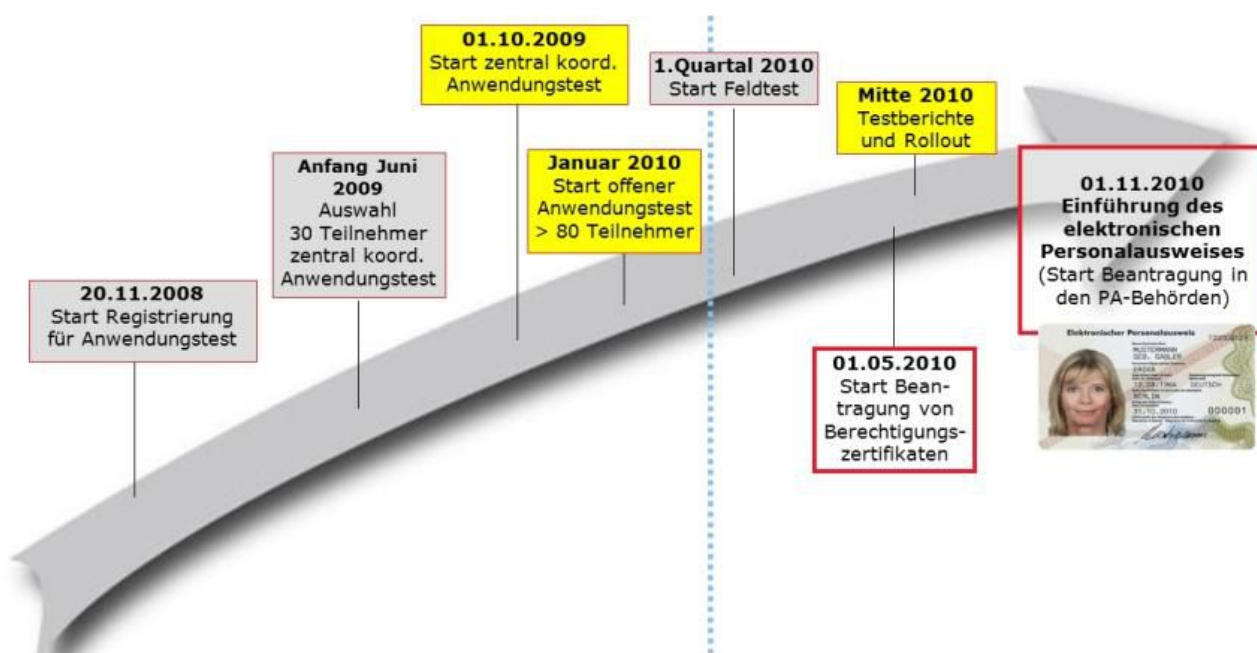 20.11.2008
Start Registrierung
für Anwendungstest
Anfang Juni
2009
Auswahl
30 Teilnehmer
zentral koord.
Anwendungstest
01.10.2009
Start zentral koord.
Anwendungstest
Januar 2010
Start offener
Anwendungstest
> 80 Teilnehmer
1.Quartal 2010
Start Feldtest
Mitte 2010
Testberichte
und Rollout
01.05.2010
Start Bean-
tragung von
Berechtigungs-
zertifikaten
01.11.2010
Einführung des
elektronischen
Personalausweises
(Start Beantragung in
den PA-Behörden)
Elektronischer Personalausweis
MUSTERMANN
GEB. GABLER
ERIKA
DEUTSCH
BERLIN
31.10.2010
000001